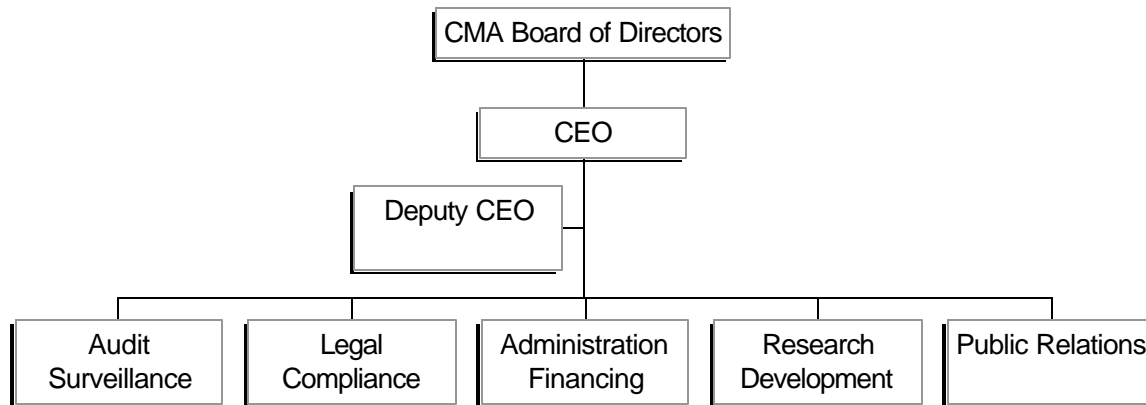 CMA Board of Directors
CEO
Deputy CEO
Audit
Surveillance
Legal
Compliance
Administration
Financing
Research
Development
Public Relations